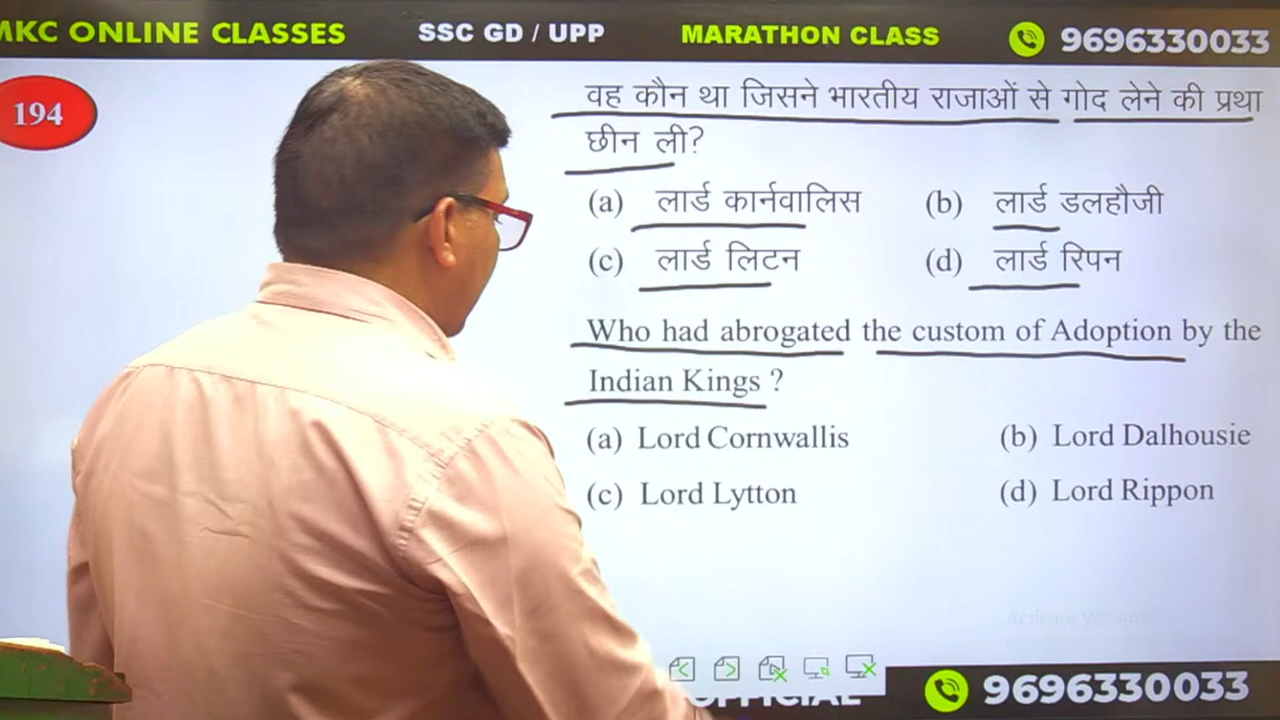 MKC ONLINE CLASSES SSC GD / UPP MARATHON CLASS 9696330033
194
वह कौन था जिसने भारतीय राजाओं से गोद लेने की प्रथा
छीन ली?
(a) लार्ड कार्नवालिस (b) लार्ड डलहौजी
(c) लार्ड लिटन (d) लार्ड रिपन
Who had abrogated the custom of Adoption by the
Indian Kings ?
(a) Lord Cornwallis (b) Lord Dalhousie
(c) Lord Lytton (d) Lord Rippon
Activate Windows
OFFICIAL 9696330033